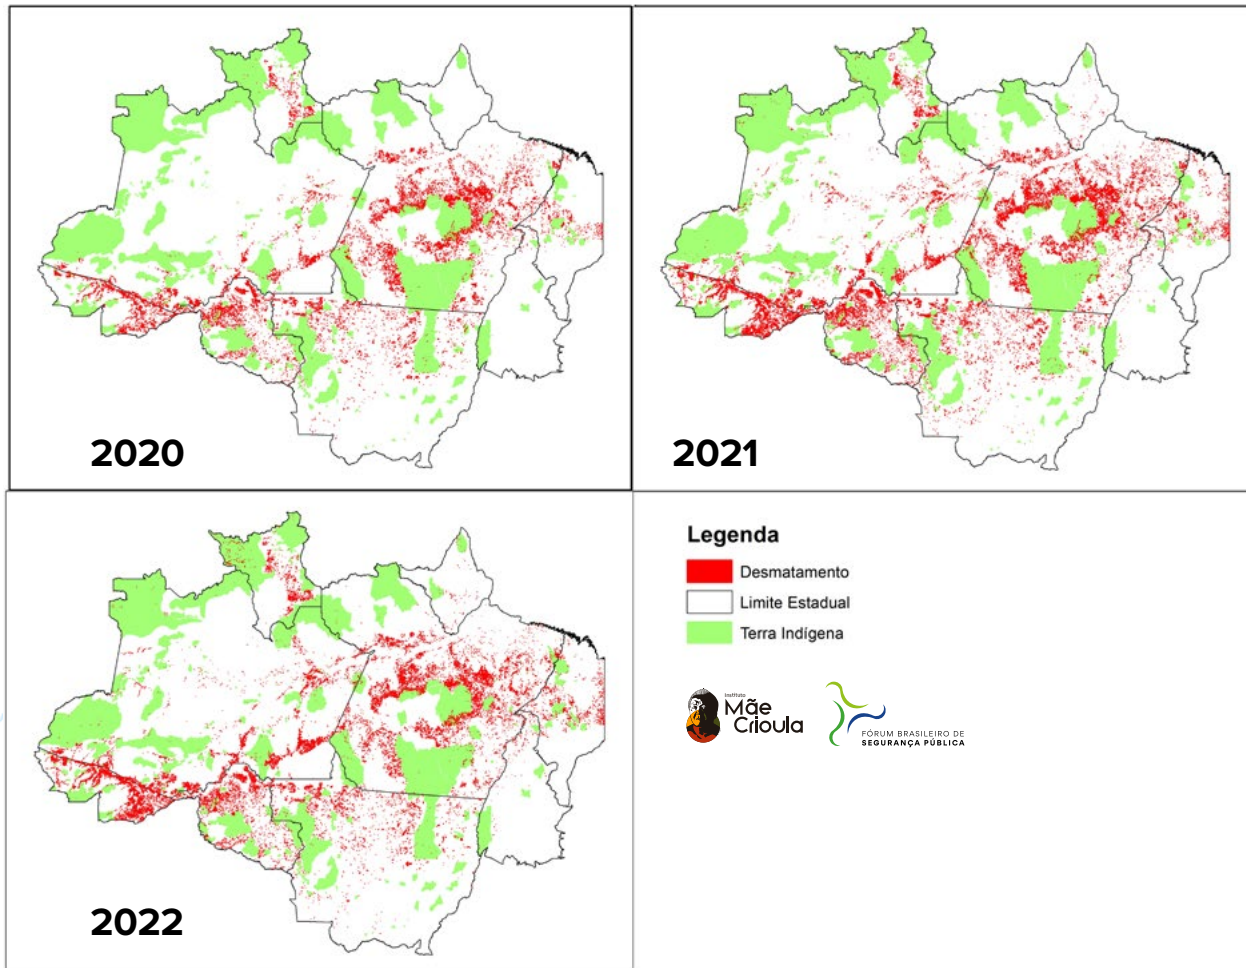 2020
2021
2022
Legenda
Desmatamento
Limite Estadual
Terra Indígena
Instituto
Mãe
Crioula
FÓRUM BRASILEIRO DE
SEGURANÇA PÚBLICA